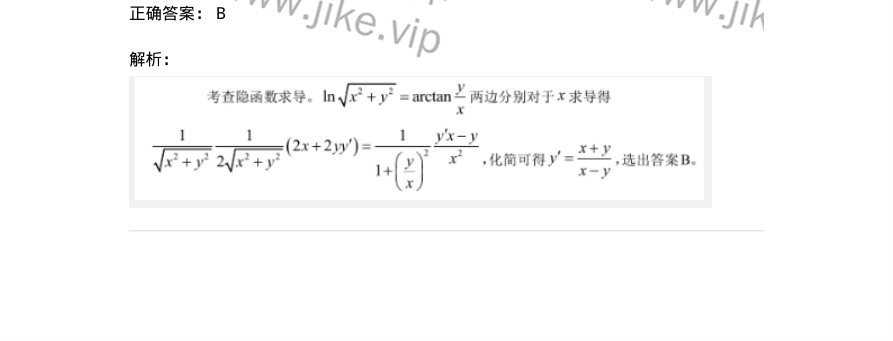 正确答案： B
www.jike.vip
解析：
考查隐函数求导。ln√(x²+y²) = arctan y/x 两边分别对于 x 求导得
1/√(x²+y²) 1/(2√(x²+y²)) (2x+2yy′) = 1/(1+(y/x)²) (y′x−y)/x² ,化简可得 y′ = (x+y)/(x−y) ,选出答案B。